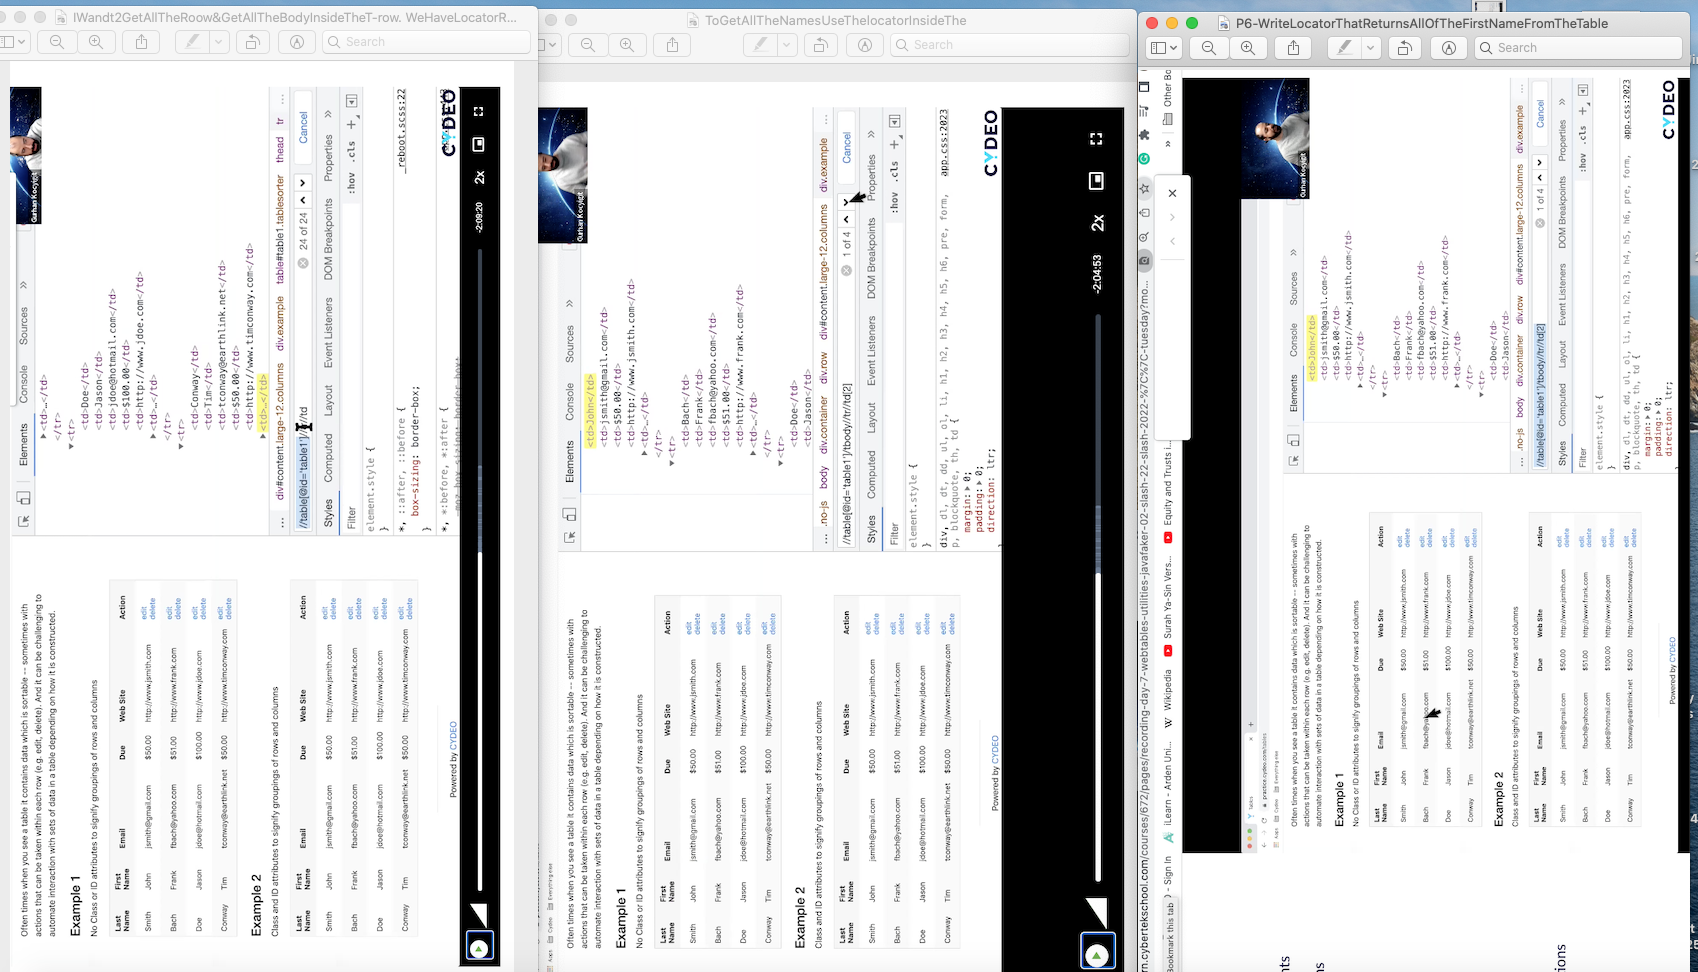 IWandt2GetAllTheRoow&GetAllTheBodyInsideTheT-row. WeHaveLocatorR...
Search
Often times when you see a table it contains data which is sortable -- sometimes with
actions that can be taken within each row (e.g. edit, delete). And it can be challenging to
automate interaction with sets of data in a table depending on how it is constructed.
Example 1
No Class or ID attributes to signify groupings of rows and columns
Last Name First Name Email Due Web Site Action
Smith John jsmith@gmail.com $50.00 http://www.jsmith.com edit delete
Bach Frank fbach@yahoo.com $51.00 http://www.frank.com edit delete
Doe Jason jdoe@hotmail.com $100.00 http://www.jdoe.com edit delete
Conway Tim tconway@earthlink.net $50.00 http://www.timconway.com edit delete
Example 2
Class and ID attributes to signify groupings of rows and columns
Last Name First Name Email Due Web Site Action
Smith John jsmith@gmail.com $50.00 http://www.jsmith.com edit delete
Bach Frank fbach@yahoo.com $51.00 http://www.frank.com edit delete
Doe Jason jdoe@hotmail.com $100.00 http://www.jdoe.com edit delete
Conway Tim tconway@earthlink.net $50.00 http://www.timconway.com edit delete
Powered by CYDEO
Elements Console Sources »
<td>…</td>
</tr>
<tr>
<td>Doe</td>
<td>Jason</td>
<td>jdoe@hotmail.com</td>
<td>$100.00</td>
<td>http://www.jdoe.com</td>
<td>…</td>
</tr>
<tr>
<td>Conway</td>
<td>Tim</td>
<td>tconway@earthlink.net</td>
<td>$50.00</td>
<td>http://www.timconway.com</td>
<td>…</td>
… div#content.large-12.columns div.example table#table1.tablesorter thead tr …
//table[@id='table1']//td 24 of 24 Cancel
Styles Computed Layout Event Listeners DOM Breakpoints Properties »
Filter :hov .cls +
element.style {
}
*, ::after, ::before { _reboot.scss:22
box-sizing: border-box;
}
*:before, *:after {
Gurhan Kocyigit
CYDEO
-2:09:20 2x
ToGetAllTheNamesUseThelocatorInsideThe
Search
Often times when you see a table it contains data which is sortable -- sometimes with
actions that can be taken within each row (e.g. edit, delete). And it can be challenging to
automate interaction with sets of data in a table depending on how it is constructed.
Example 1
No Class or ID attributes to signify groupings of rows and columns
Last Name First Name Email Due Web Site Action
Smith John jsmith@gmail.com $50.00 http://www.jsmith.com edit delete
Bach Frank fbach@yahoo.com $51.00 http://www.frank.com edit delete
Doe Jason jdoe@hotmail.com $100.00 http://www.jdoe.com edit delete
Conway Tim tconway@earthlink.net $50.00 http://www.timconway.com edit delete
Example 2
Class and ID attributes to signify groupings of rows and columns
Last Name First Name Email Due Web Site Action
Smith John jsmith@gmail.com $50.00 http://www.jsmith.com edit delete
Bach Frank fbach@yahoo.com $51.00 http://www.frank.com edit delete
Doe Jason jdoe@hotmail.com $100.00 http://www.jdoe.com edit delete
Conway Tim tconway@earthlink.net $50.00 http://www.timconway.com edit delete
Powered by CYDEO
Elements Console Sources »
<td>John</td>
<td>jsmith@gmail.com</td>
<td>$50.00</td>
<td>http://www.jsmith.com</td>
<td>…</td>
</tr>
<tr>
<td>Bach</td>
<td>Frank</td>
<td>fbach@yahoo.com</td>
<td>$51.00</td>
<td>http://www.frank.com</td>
<td>…</td>
</tr>
<tr>
<td>Doe</td>
<td>Jason</td>
… .no-js body div.container div.row div#content.large-12.columns div.example …
//table[@id='table1']/tbody//tr//td[2] 1 of 4 Cancel
Styles Computed Layout Event Listeners DOM Breakpoints Properties »
Filter :hov .cls +
element.style {
}
div, dl, dt, dd, ul, ol, li, h1, h2, h3, h4, h5, h6, pre, form, app.css:2023
p, blockquote, th, td {
margin: 0;
padding: 0;
direction: ltr;
Gurhan Kocyigit
CYDEO
-2:04:53 2x
P6-WriteLocatorThatReturnsAllOfTheFirstNameFromTheTable
Search
rn.cybertekschool.com/courses/672/pages/recording-day-7-webtables-utilities-javafaker-02-slash-22-slash-2022-%7C%7C-tuesday?mo...
Bookmark this tab
- Sign In
iLearn - Aden Uni...
Wikipedia
Surah Ya-Sin Vers...
Equity and Trusts |...
» Other Bo
Often times when you see a table it contains data which is sortable -- sometimes with
actions that can be taken within each row (e.g. edit, delete). And it can be challenging to
automate interaction with sets of data in a table depending on how it is constructed.
Example 1
No Class or ID attributes to signify groupings of rows and columns
Last Name First Name Email Due Web Site Action
Smith John jsmith@gmail.com $50.00 http://www.jsmith.com edit delete
Bach Frank fbach@yahoo.com $51.00 http://www.frank.com edit delete
Doe Jason jdoe@hotmail.com $100.00 http://www.jdoe.com edit delete
Conway Tim tconway@earthlink.net $50.00 http://www.timconway.com edit delete
Example 2
Class and ID attributes to signify groupings of rows and columns
Last Name First Name Email Due Web Site Action
Smith John jsmith@gmail.com $50.00 http://www.jsmith.com edit delete
Bach Frank fbach@yahoo.com $51.00 http://www.frank.com edit delete
Doe Jason jdoe@hotmail.com $100.00 http://www.jdoe.com edit delete
Conway Tim tconway@earthlink.net $50.00 http://www.timconway.com edit delete
Powered by CYDEO
Elements Console Sources »
<td>John</td>
<td>jsmith@gmail.com</td>
<td>$50.00</td>
<td>http://www.jsmith.com</td>
<td>…</td>
</tr>
<tr>
<td>Bach</td>
<td>Frank</td>
<td>fbach@yahoo.com</td>
<td>$51.00</td>
<td>http://www.frank.com</td>
<td>…</td>
</tr>
<tr>
<td>Doe</td>
<td>Jason</td>
… .no-js body div.container div.row div#content.large-12.columns div.example …
//table[@id='table1']/tbody//tr//td[2] 1 of 4 Cancel
Styles Computed Layout Event Listeners DOM Breakpoints Properties »
Filter :hov .cls +
element.style {
}
div, dl, dt, dd, ul, ol, li, h1, h2, h3, h4, h5, h6, pre, form, app.css:2023
p, blockquote, th, td {
margin: 0;
padding: 0;
direction: ltr;
Gurhan Kocyigit
CYDEO